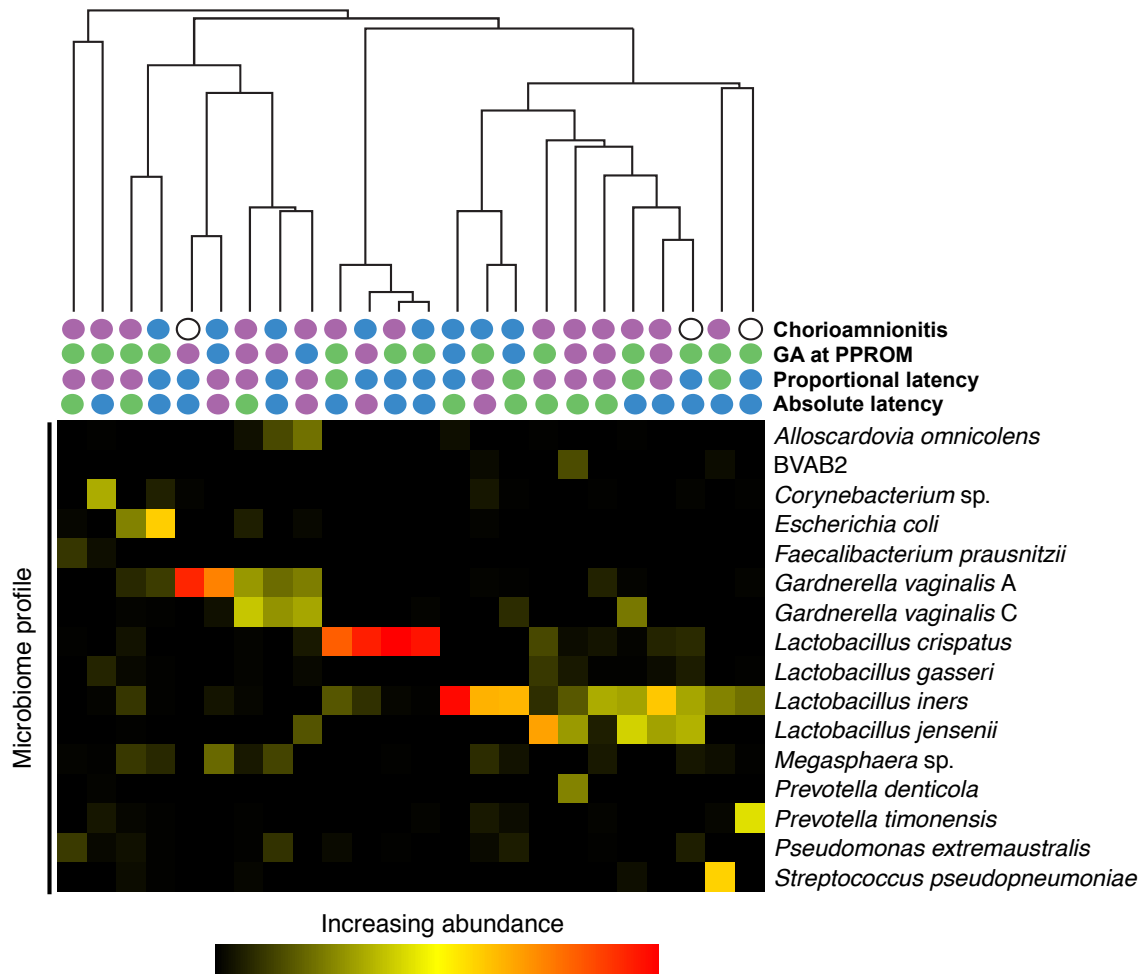 Chorioamnionitis
GA at PPROM
Proportional latency
Absolute latency
Microbiome profile
Alloscardovia omnicolens
BVAB2
Corynebacterium sp.
Escherichia coli
Faecalibacterium prausnitzii
Gardnerella vaginalis A
Gardnerella vaginalis C
Lactobacillus crispatus
Lactobacillus gasseri
Lactobacillus iners
Lactobacillus jensenii
Megasphaera sp.
Prevotella denticola
Prevotella timonensis
Pseudomonas extremaustralis
Streptococcus pseudopneumoniae
Increasing abundance